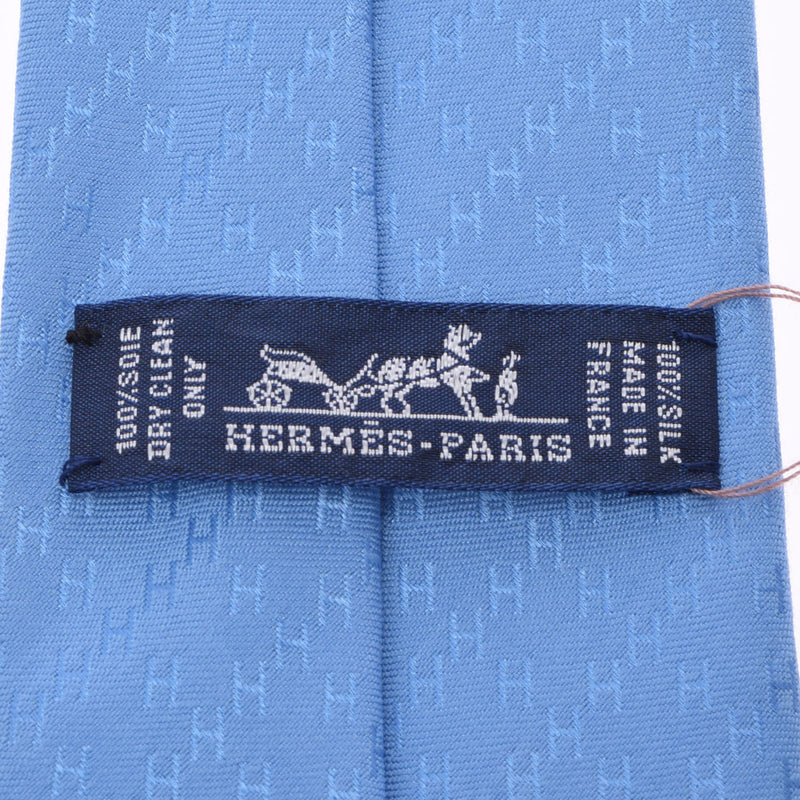 100%SOIE
DRY CLEAN
ONLY
HERMÈS-PARIS
100%SILK
MADE IN
FRANCE